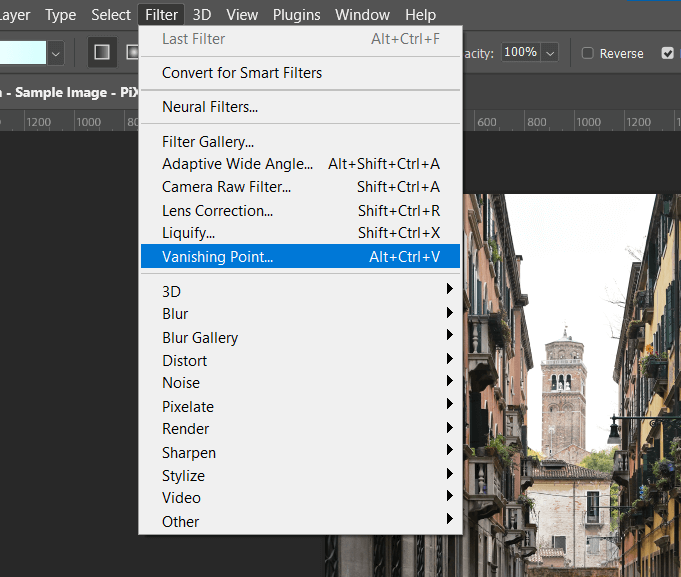 Layer Type Select Filter 3D View Plugins Window Help
Last Filter Alt+Ctrl+F
100% Reverse
Convert for Smart Filters
- Sample Image - PiX
Neural Filters...
1200 1000 600 800 1000 1200
Filter Gallery...
Adaptive Wide Angle... Alt+Shift+Ctrl+A
Camera Raw Filter... Shift+Ctrl+A
Lens Correction... Shift+Ctrl+R
Liquify... Shift+Ctrl+X
Vanishing Point... Alt+Ctrl+V
3D
Blur
Blur Gallery
Distort
Noise
Pixelate
Render
Sharpen
Stylize
Video
Other